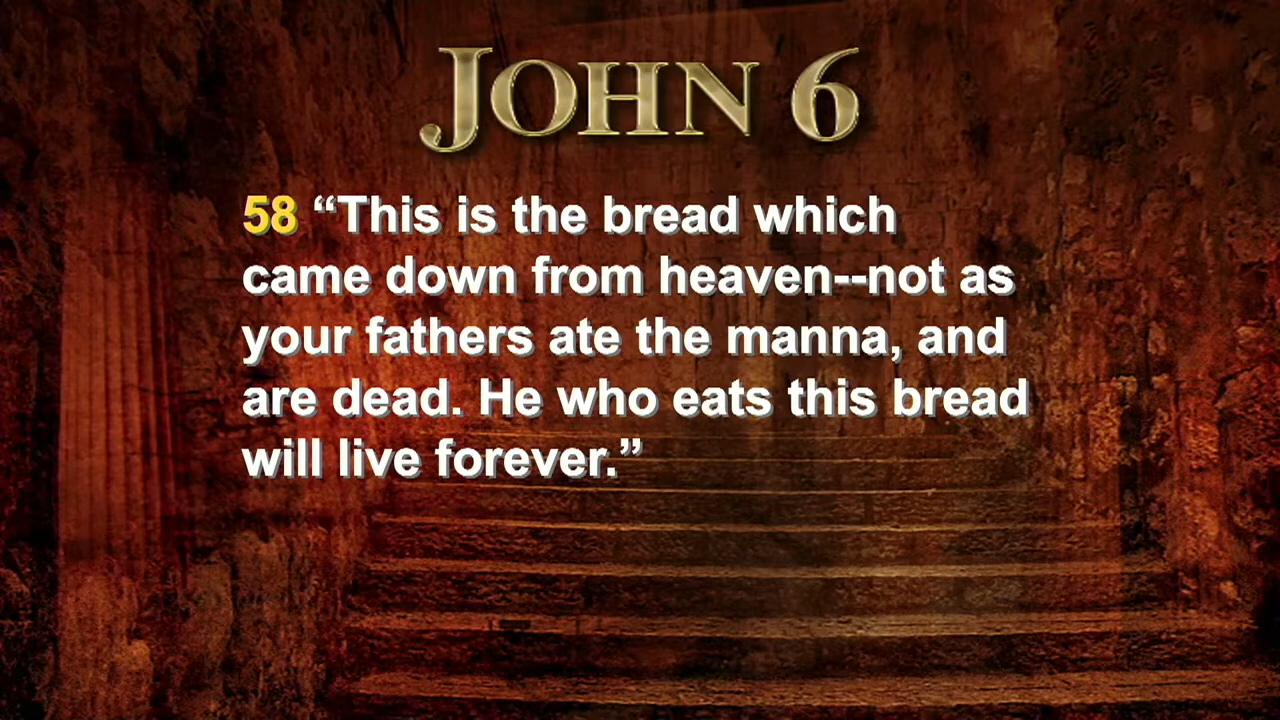 JOHN 6
58 “This is the bread which
came down from heaven--not as
your fathers ate the manna, and
are dead. He who eats this bread
will live forever.”